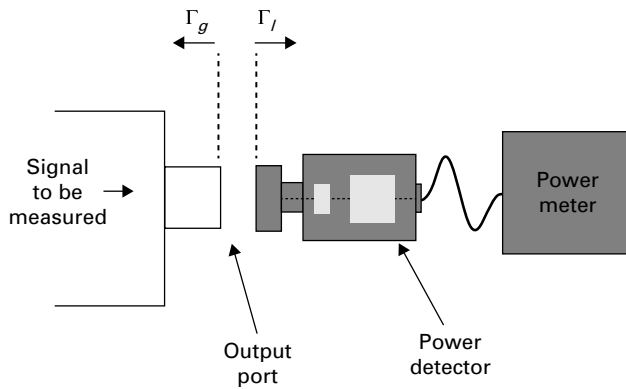 Γg
Γl
Signal
to be
measured
Power
meter
Output
port
Power
detector